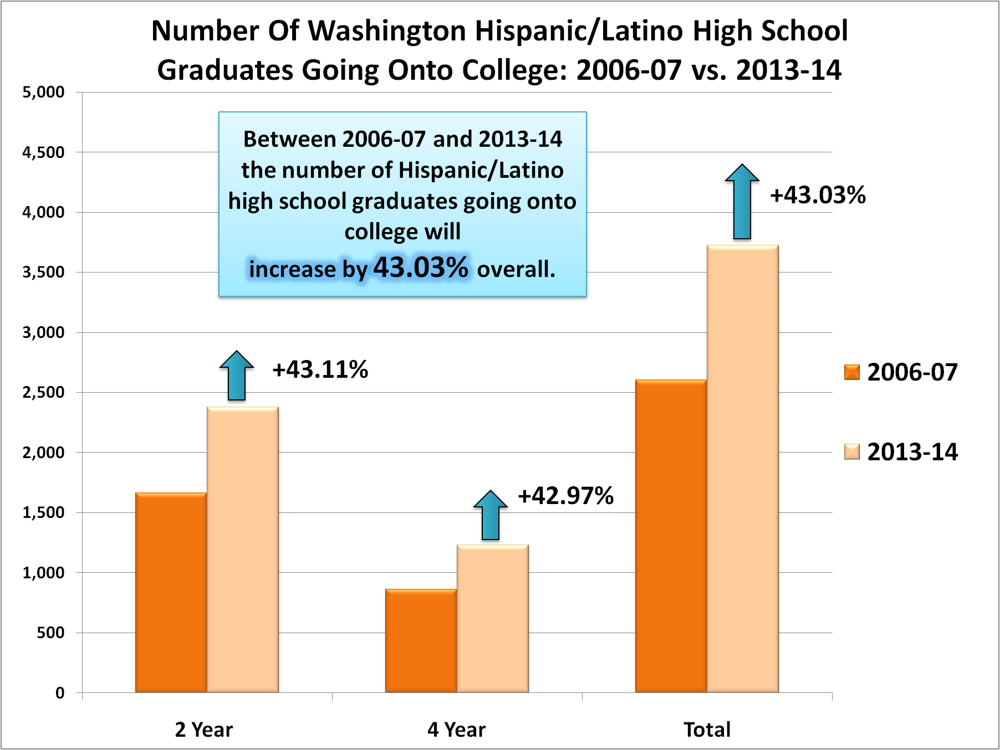 Number Of Washington Hispanic/Latino High School
Graduates Going Onto College: 2006-07 vs. 2013-14
5,000
4,500
4,000
3,500
3,000
2,500
2,000
1,500
1,000
500
0
Between 2006-07 and 2013-14
the number of Hispanic/Latino
high school graduates going onto
college will
increase by 43.03% overall.
+43.11%
+42.97%
+43.03%
2006-07
2013-14
2 Year
4 Year
Total